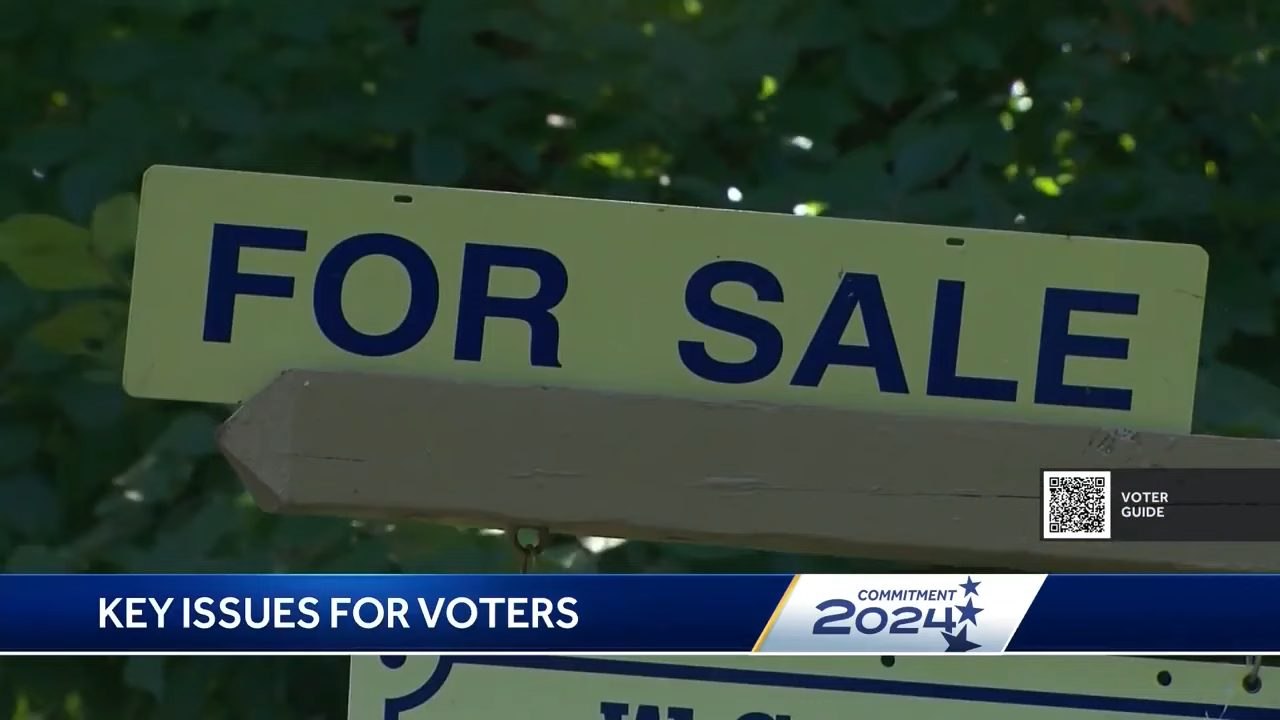 FOR SALE
VOTER
GUIDE
KEY ISSUES FOR VOTERS
COMMITMENT
2024